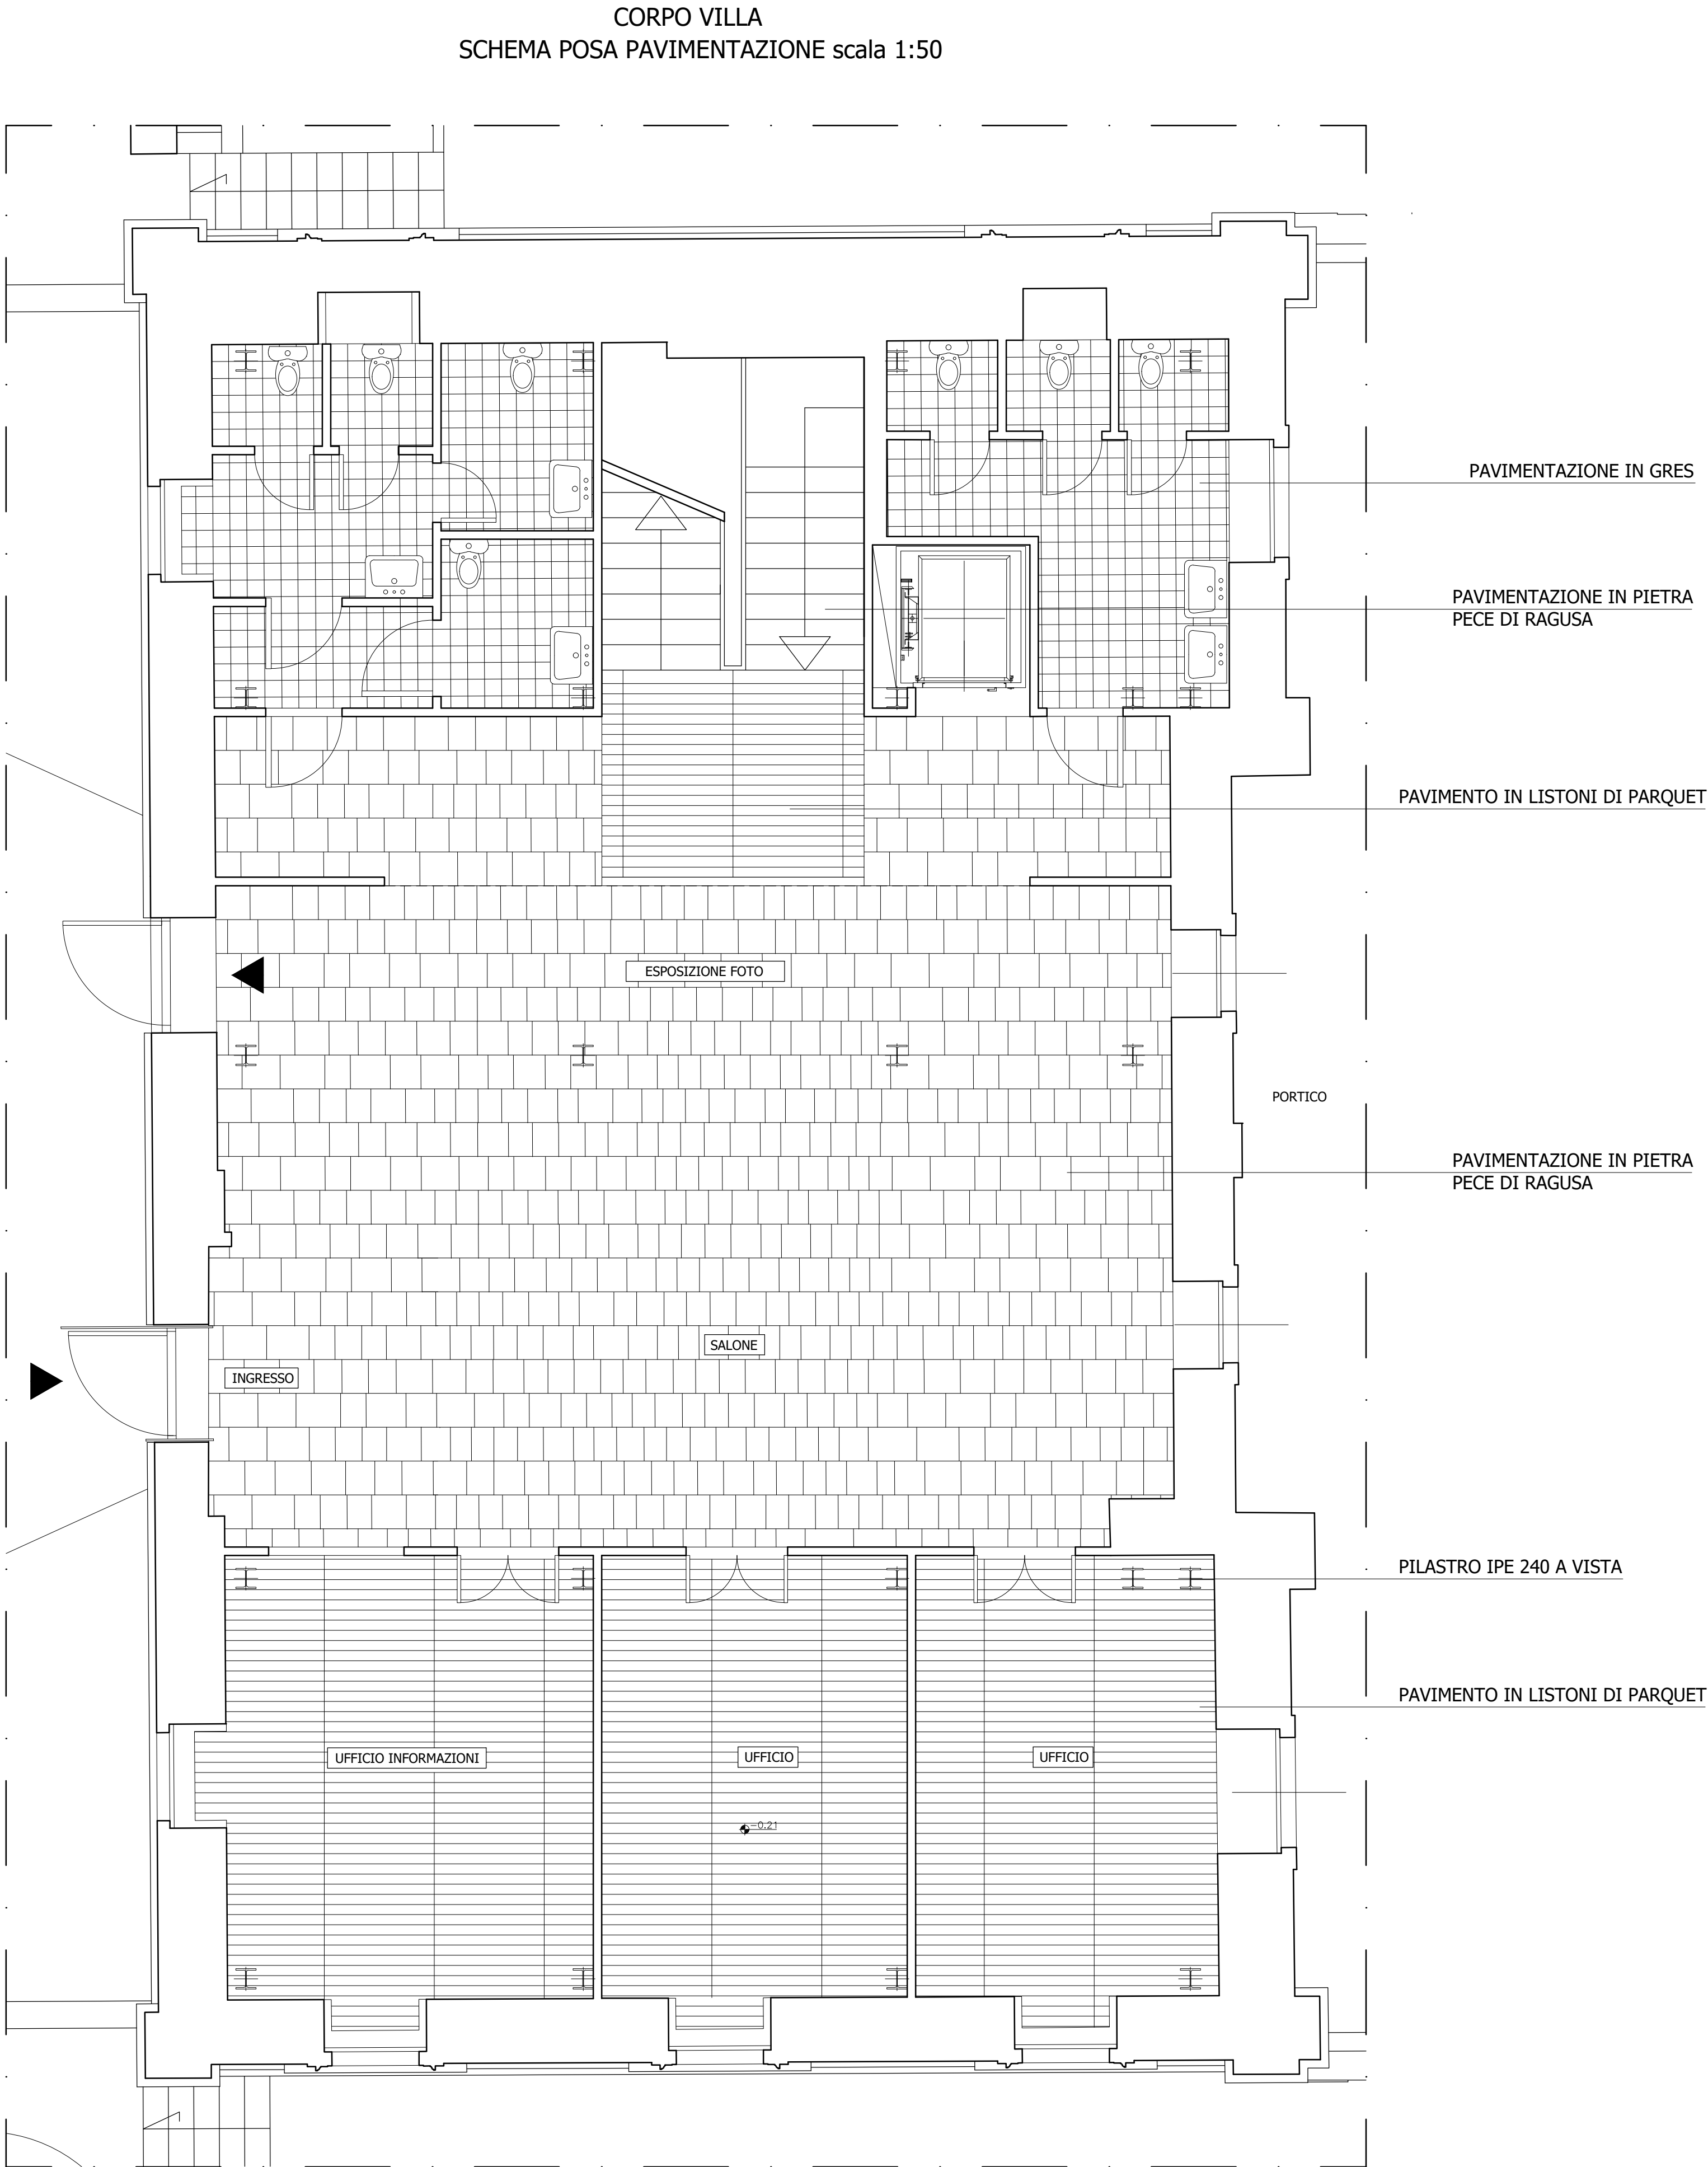 CORPO VILLA
SCHEMA POSA PAVIMENTAZIONE scala 1:50
PAVIMENTAZIONE IN GRES
PAVIMENTAZIONE IN PIETRA
PECE DI RAGUSA
PAVIMENTO IN LISTONI DI PARQUET
ESPOSIZIONE FOTO
PORTICO
PAVIMENTAZIONE IN PIETRA
PECE DI RAGUSA
SALONE
INGRESSO
PILASTRO IPE 240 A VISTA
PAVIMENTO IN LISTONI DI PARQUET
UFFICIO INFORMAZIONI
UFFICIO
UFFICIO
-0.21